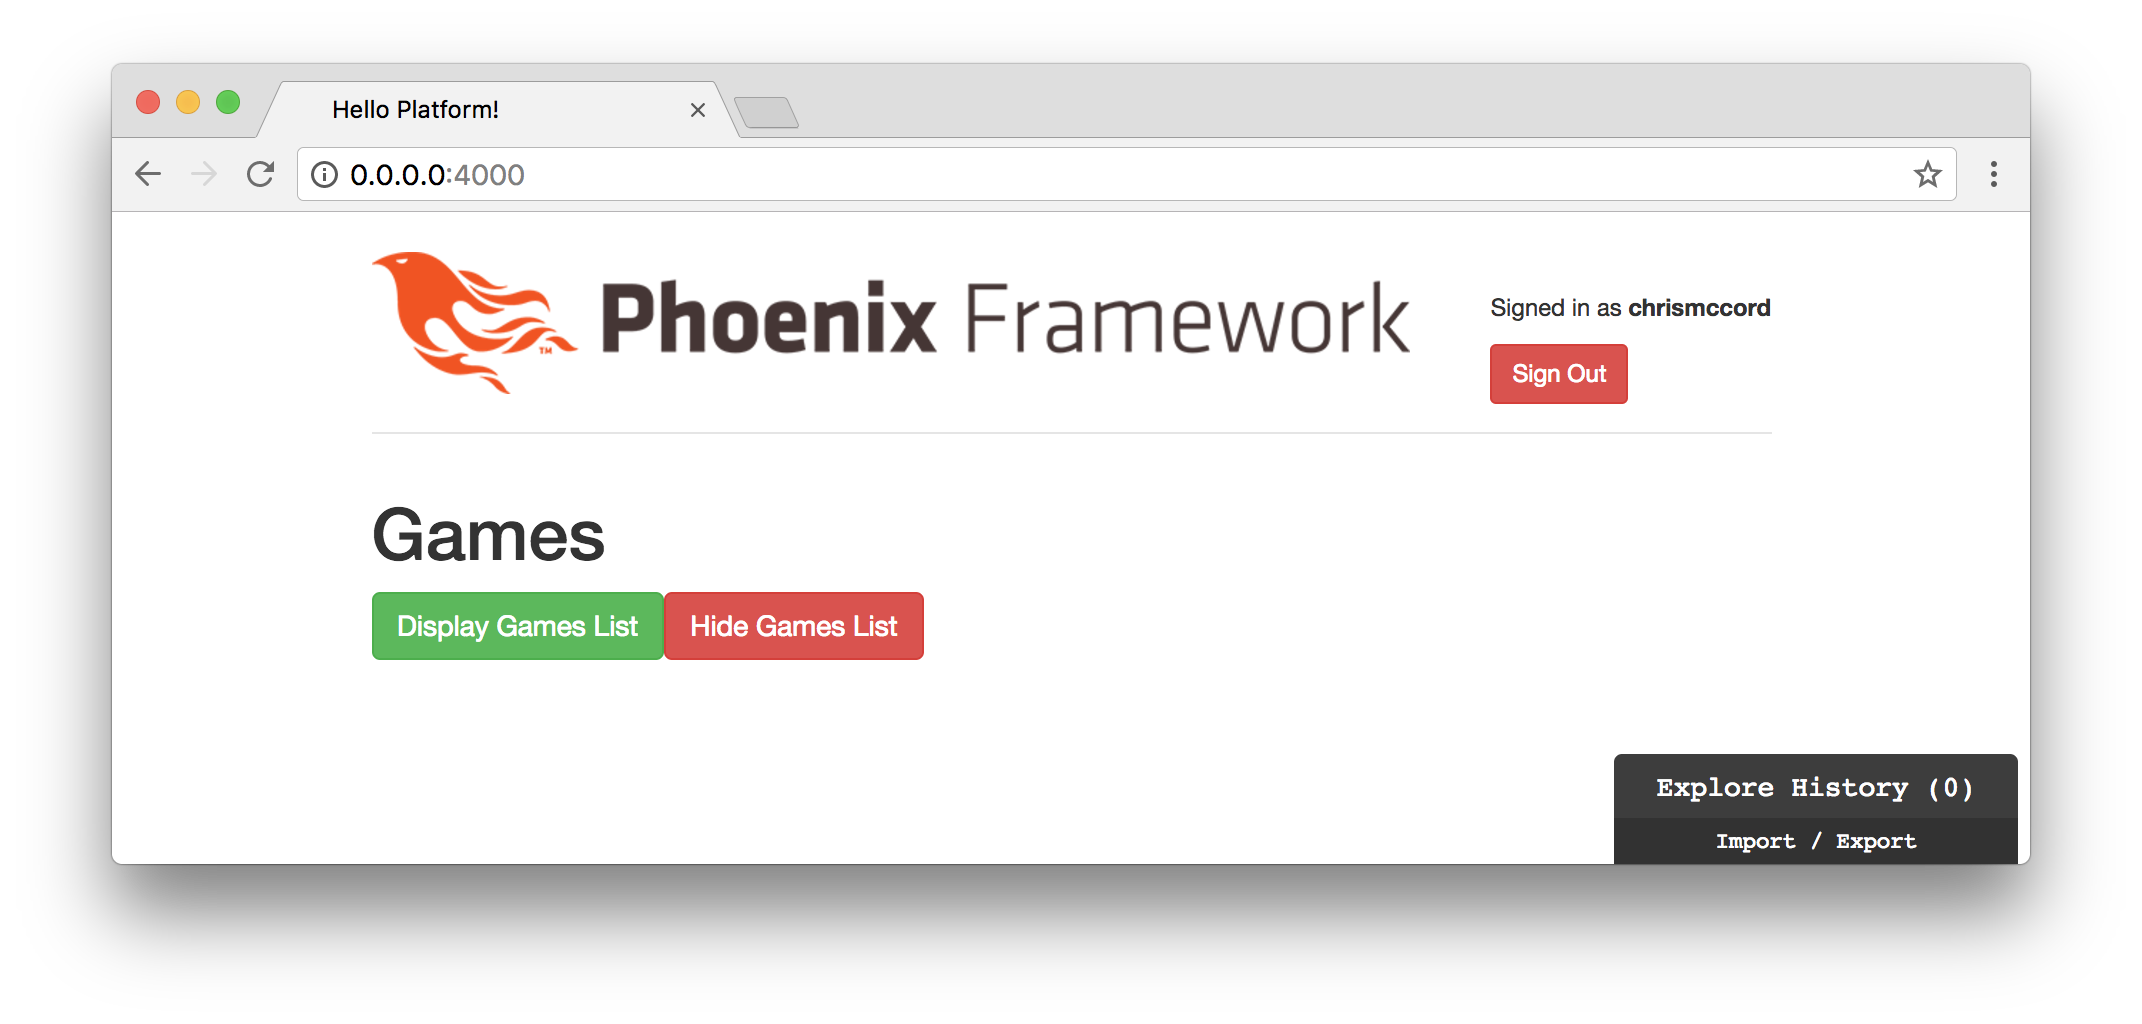 Hello Platform!
0.0.0.0:4000
Phoenix Framework
TM
Signed in as chrismccord
Sign Out
Games
Display Games List
Hide Games List
Explore History (0)
Import / Export